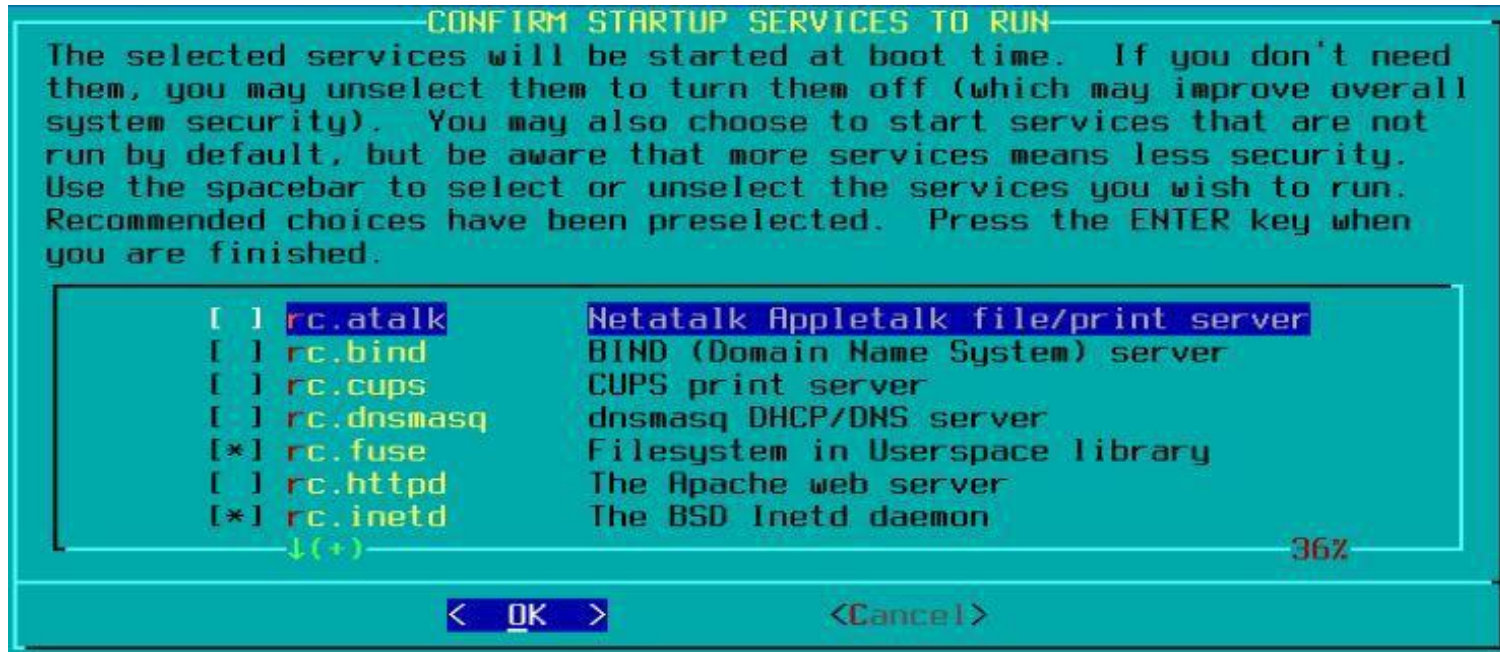 CONFIRM STARTUP SERVICES TO RUN
The selected services will be started at boot time.  If you don't need
them, you may unselect them to turn them off (which may improve overall
system security).  You may also choose to start services that are not
run by default, but be aware that more services means less security.
Use the spacebar to select or unselect the services you wish to run.
Recommended choices have been preselected.  Press the ENTER key when
you are finished.
[ ] rc.atalk Netatalk Appletalk file/print server
[ ] rc.bind BIND (Domain Name System) server
[ ] rc.cups CUPS print server
[ ] rc.dnsmasq dnsmasq DHCP/DNS server
[*] rc.fuse Filesystem in Userspace library
[ ] rc.httpd The Apache web server
[*] rc.inetd The BSD Inetd daemon
↓(+) 36%
< OK > <Cancel>